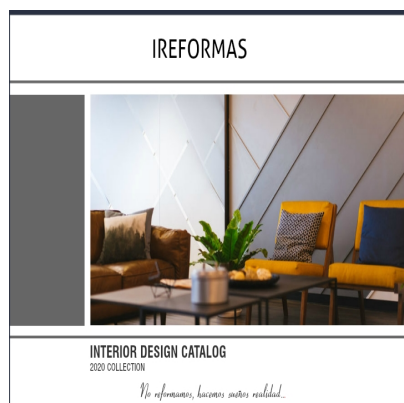 IREFORMAS
INTERIOR DESIGN CATALOG
2020 COLLECTION
No reformamos, hacemos sueños realidad...